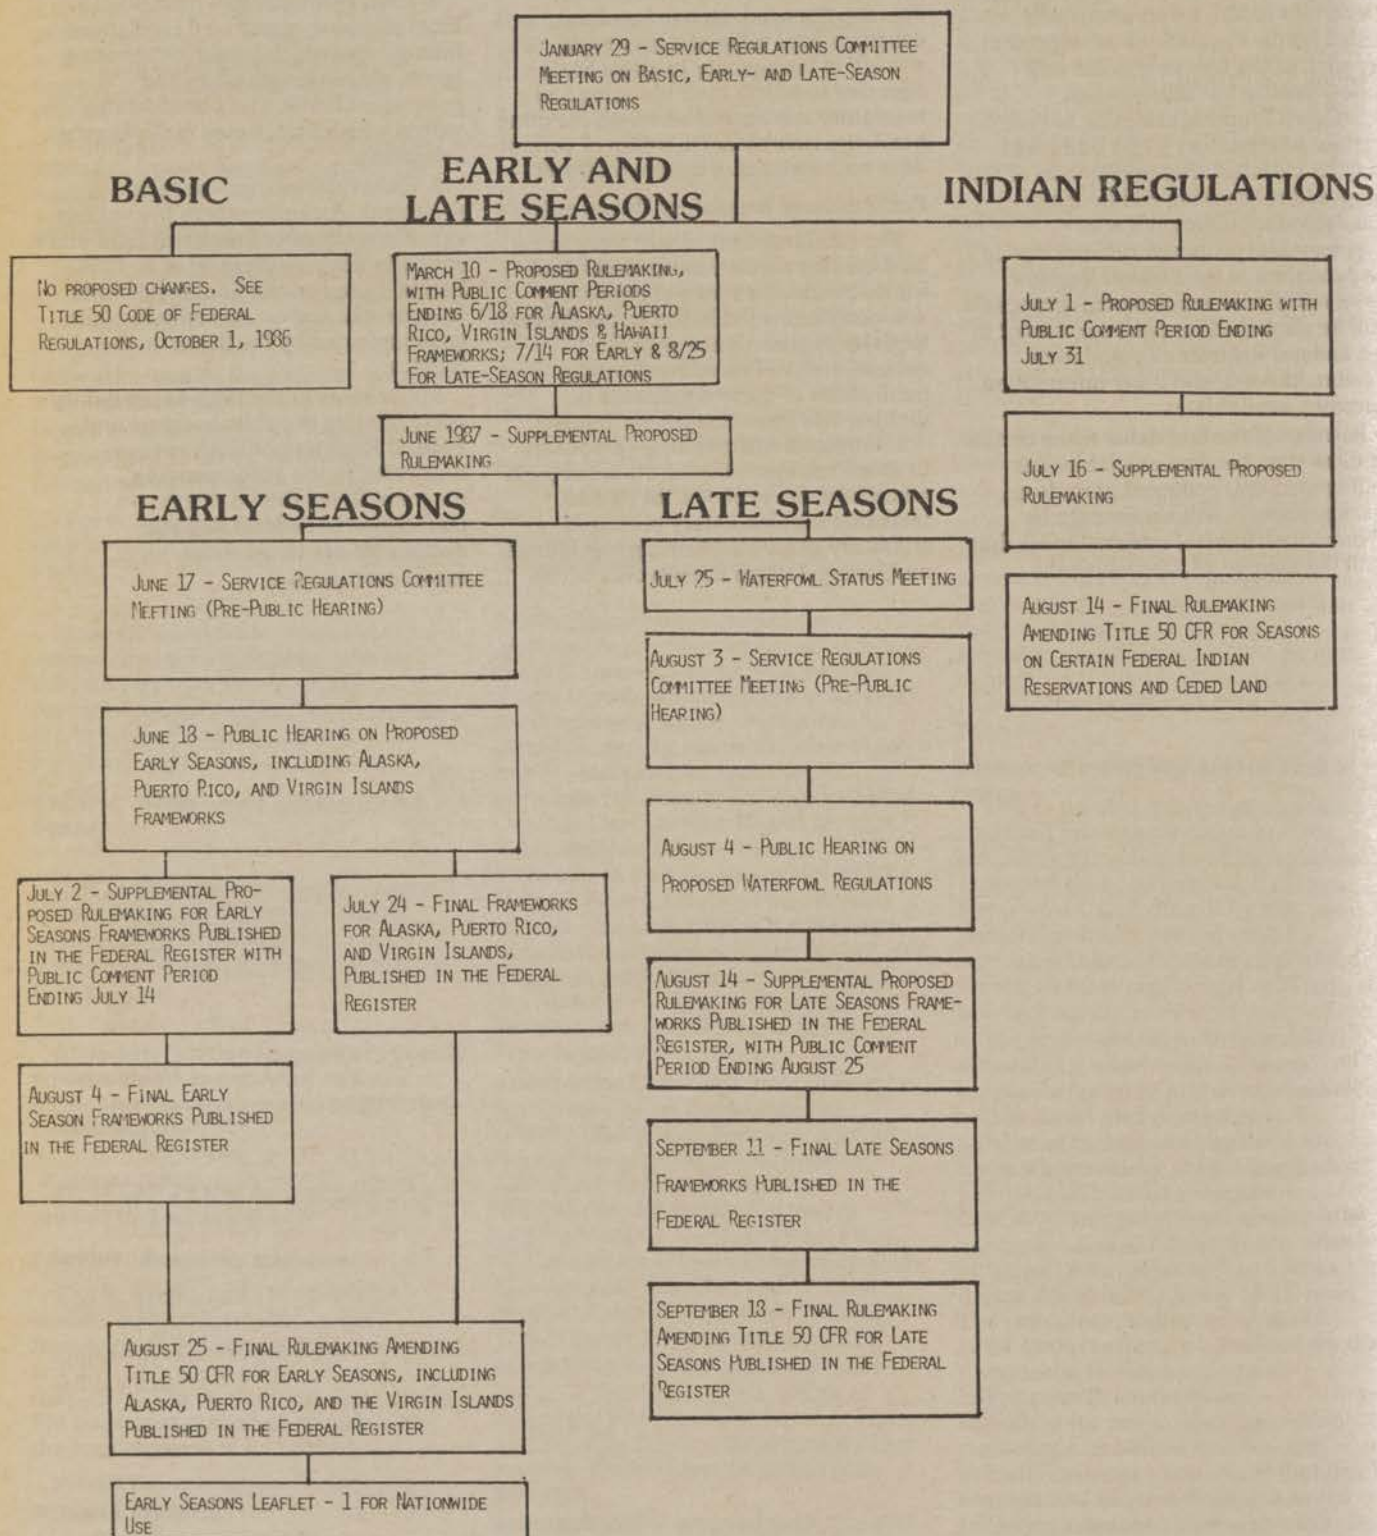 JANUARY 29 - SERVICE REGULATIONS COMMITTEE
MEETING ON BASIC, EARLY- AND LATE-SEASON
REGULATIONS
BASIC
EARLY AND
LATE SEASONS
INDIAN REGULATIONS
NO PROPOSED CHANGES. SEE
TITLE 50 CODE OF FEDERAL
REGULATIONS, OCTOBER 1, 1986
MARCH 10 - PROPOSED RULEMAKING,
WITH PUBLIC COMMENT PERIODS
ENDING 6/18 FOR ALASKA, PUERTO
RICO, VIRGIN ISLANDS & HAWAII
FRAMEWORKS; 7/14 FOR EARLY & 8/25
FOR LATE-SEASON REGULATIONS
JULY 1 - PROPOSED RULEMAKING WITH
PUBLIC COMMENT PERIOD ENDING
JULY 31
JUNE 1987 - SUPPLEMENTAL PROPOSED
RULEMAKING
JULY 16 - SUPPLEMENTAL PROPOSED
RULEMAKING
AUGUST 14 - FINAL RULEMAKING
AMENDING TITLE 50 CFR FOR SEASONS
ON CERTAIN FEDERAL INDIAN
RESERVATIONS AND CEDED LAND
EARLY SEASONS
JUNE 17 - SERVICE REGULATIONS COMMITTEE
MEETING (PRE-PUBLIC HEARING)
JUNE 18 - PUBLIC HEARING ON PROPOSED
EARLY SEASONS, INCLUDING ALASKA,
PUERTO RICO, AND VIRGIN ISLANDS
FRAMEWORKS
JULY 2 - SUPPLEMENTAL PRO-
POSED RULEMAKING FOR EARLY
SEASONS FRAMEWORKS PUBLISHED
IN THE FEDERAL REGISTER WITH
PUBLIC COMMENT PERIOD
ENDING JULY 14
JULY 24 - FINAL FRAMEWORKS
FOR ALASKA, PUERTO RICO,
AND VIRGIN ISLANDS,
PUBLISHED IN THE FEDERAL
REGISTER
AUGUST 4 - FINAL EARLY
SEASON FRAMEWORKS PUBLISHED
IN THE FEDERAL REGISTER
AUGUST 25 - FINAL RULEMAKING AMENDING
TITLE 50 CFR FOR EARLY SEASONS, INCLUDING
ALASKA, PUERTO RICO, AND THE VIRGIN ISLANDS
PUBLISHED IN THE FEDERAL REGISTER
EARLY SEASONS LEAFLET - 1 FOR NATIONWIDE
USE
LATE SEASONS
JULY 25 - WATERFOWL STATUS MEETING
AUGUST 3 - SERVICE REGULATIONS
COMMITTEE MEETING (PRE-PUBLIC
HEARING)
AUGUST 4 - PUBLIC HEARING ON
PROPOSED WATERFOWL REGULATIONS
AUGUST 14 - SUPPLEMENTAL PROPOSED
RULEMAKING FOR LATE SEASONS FRAME-
WORKS PUBLISHED IN THE FEDERAL
REGISTER, WITH PUBLIC COMMENT
PERIOD ENDING AUGUST 25
SEPTEMBER 11 - FINAL LATE SEASONS
FRAMEWORKS PUBLISHED IN THE
FEDERAL REGISTER
SEPTEMBER 18 - FINAL RULEMAKING
AMENDING TITLE 50 CFR FOR LATE
SEASONS PUBLISHED IN THE FEDERAL
REGISTER